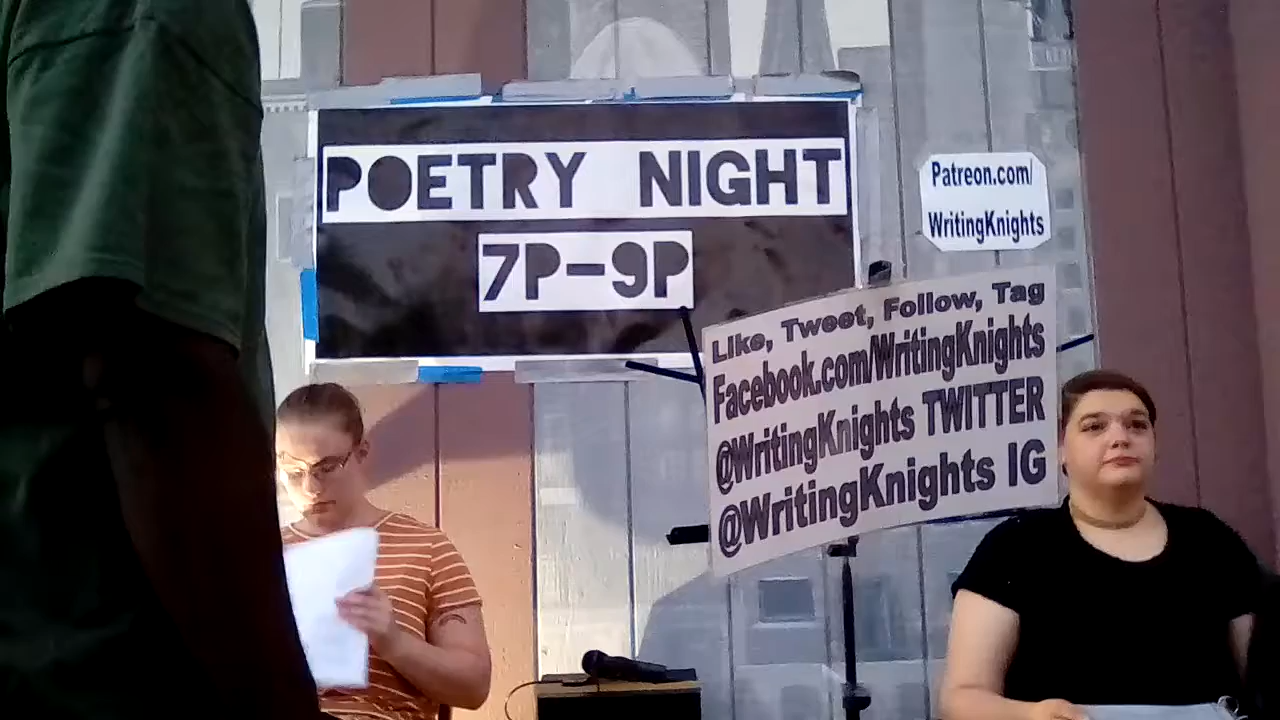 POETRY NIGHT
7P-9P
Patreon.com/
WritingKnights
Like, Tweet, Follow, Tag
Facebook.com/WritingKnights
@WritingKnights TWITTER
@WritingKnights IG